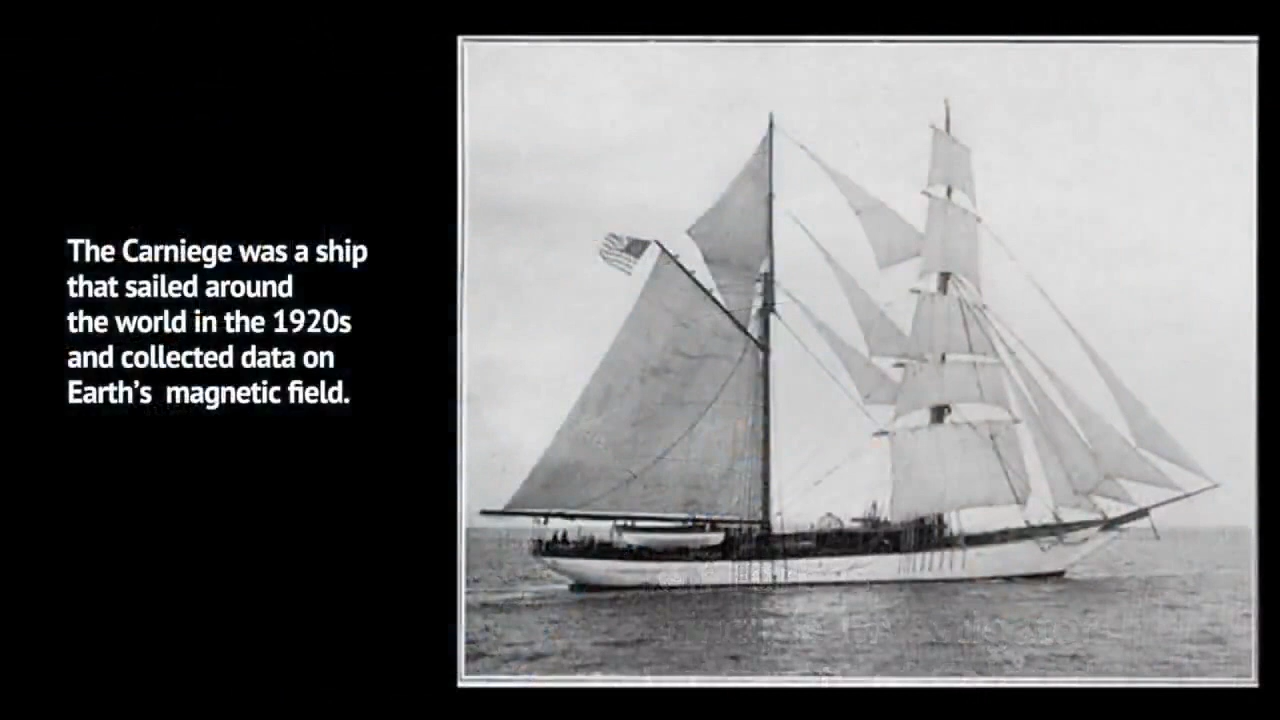 The Carniege was a ship
that sailed around
the world in the 1920s
and collected data on
Earth's  magnetic field.